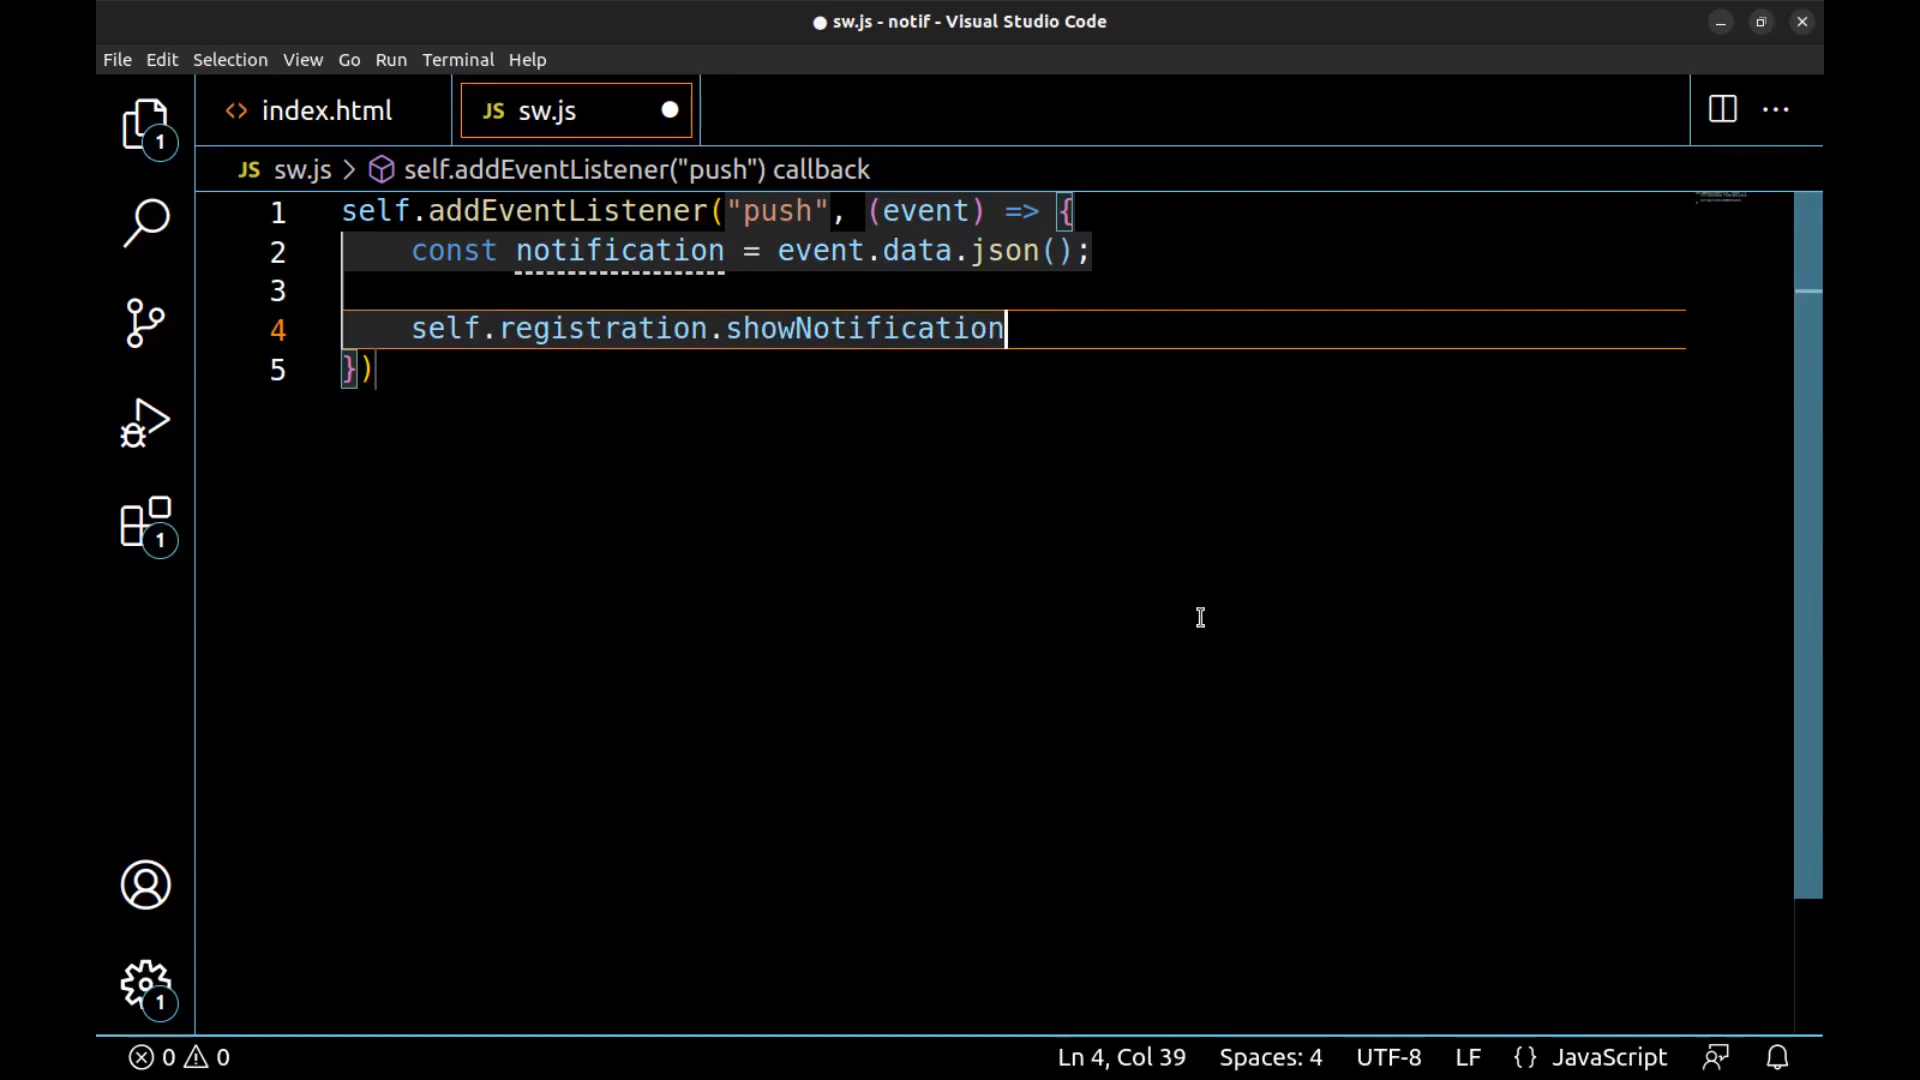 ● sw.js - notif - Visual Studio Code
File Edit Selection View Go Run Terminal Help
<> index.html JS sw.js ●
JS sw.js > self.addEventListener("push") callback
1 self.addEventListener("push", (event) => {
2 const notification = event.data.json();
3
4 self.registration.showNotification
5 })
1
1
1
0 0 Ln 4, Col 39 Spaces: 4 UTF-8 LF {} JavaScript